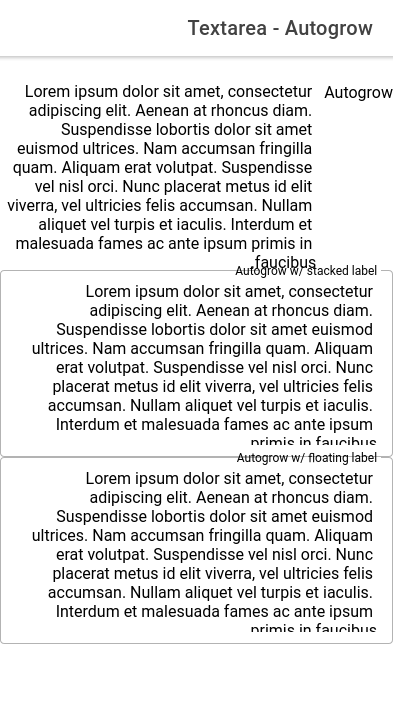 Textarea - Autogrow
Autogrow
Lorem ipsum dolor sit amet, consectetur
adipiscing elit. Aenean at rhoncus diam.
Suspendisse lobortis dolor sit amet
euismod ultrices. Nam accumsan fringilla
quam. Aliquam erat volutpat. Suspendisse
vel nisl orci. Nunc placerat metus id elit
viverra, vel ultricies felis accumsan. Nullam
aliquet vel turpis et iaculis. Interdum et
malesuada fames ac ante ipsum primis in
faucibus
Autogrow w/ stacked label
Lorem ipsum dolor sit amet, consectetur
adipiscing elit. Aenean at rhoncus diam.
Suspendisse lobortis dolor sit amet euismod
ultrices. Nam accumsan fringilla quam. Aliquam
erat volutpat. Suspendisse vel nisl orci. Nunc
placerat metus id elit viverra, vel ultricies felis
accumsan. Nullam aliquet vel turpis et iaculis.
Interdum et malesuada fames ac ante ipsum
primis in faucibus
Autogrow w/ floating label
Lorem ipsum dolor sit amet, consectetur
adipiscing elit. Aenean at rhoncus diam.
Suspendisse lobortis dolor sit amet euismod
ultrices. Nam accumsan fringilla quam. Aliquam
erat volutpat. Suspendisse vel nisl orci. Nunc
placerat metus id elit viverra, vel ultricies felis
accumsan. Nullam aliquet vel turpis et iaculis.
Interdum et malesuada fames ac ante ipsum
primis in faucibus